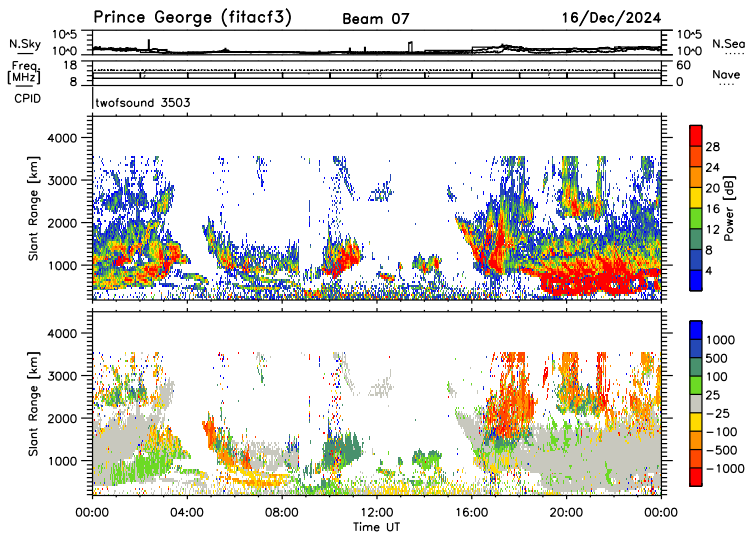 Prince George (fitacf3) Beam 07 16/Dec/2024
10+5 10+5
N.Sky 10+0 10+0 N.Sea
Freq. 18 60
[MHz] 8 0 Nave
CPID twofsound 3503
4000
3000
2000
1000
Slant Range [km]
28
24
20
16
12
8
4
Power [dB]
4000
3000
2000
1000
Slant Range [km]
1000
500
100
25
-25
-100
-500
-1000
00:00 04:00 08:00 12:00 16:00 20:00 00:00
Time UT